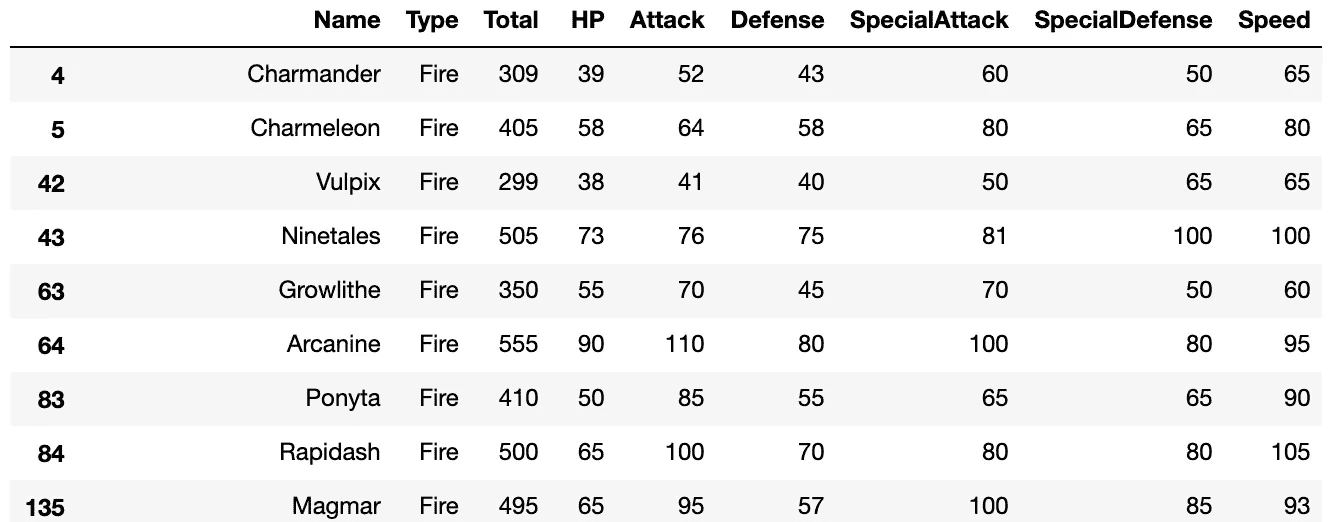 Name Type Total HP Attack Defense SpecialAttack SpecialDefense Speed
4 Charmander Fire 309 39 52 43 60 50 65
5 Charmeleon Fire 405 58 64 58 80 65 80
42 Vulpix Fire 299 38 41 40 50 65 65
43 Ninetales Fire 505 73 76 75 81 100 100
63 Growlithe Fire 350 55 70 45 70 50 60
64 Arcanine Fire 555 90 110 80 100 80 95
83 Ponyta Fire 410 50 85 55 65 65 90
84 Rapidash Fire 500 65 100 70 80 80 105
135 Magmar Fire 495 65 95 57 100 85 93